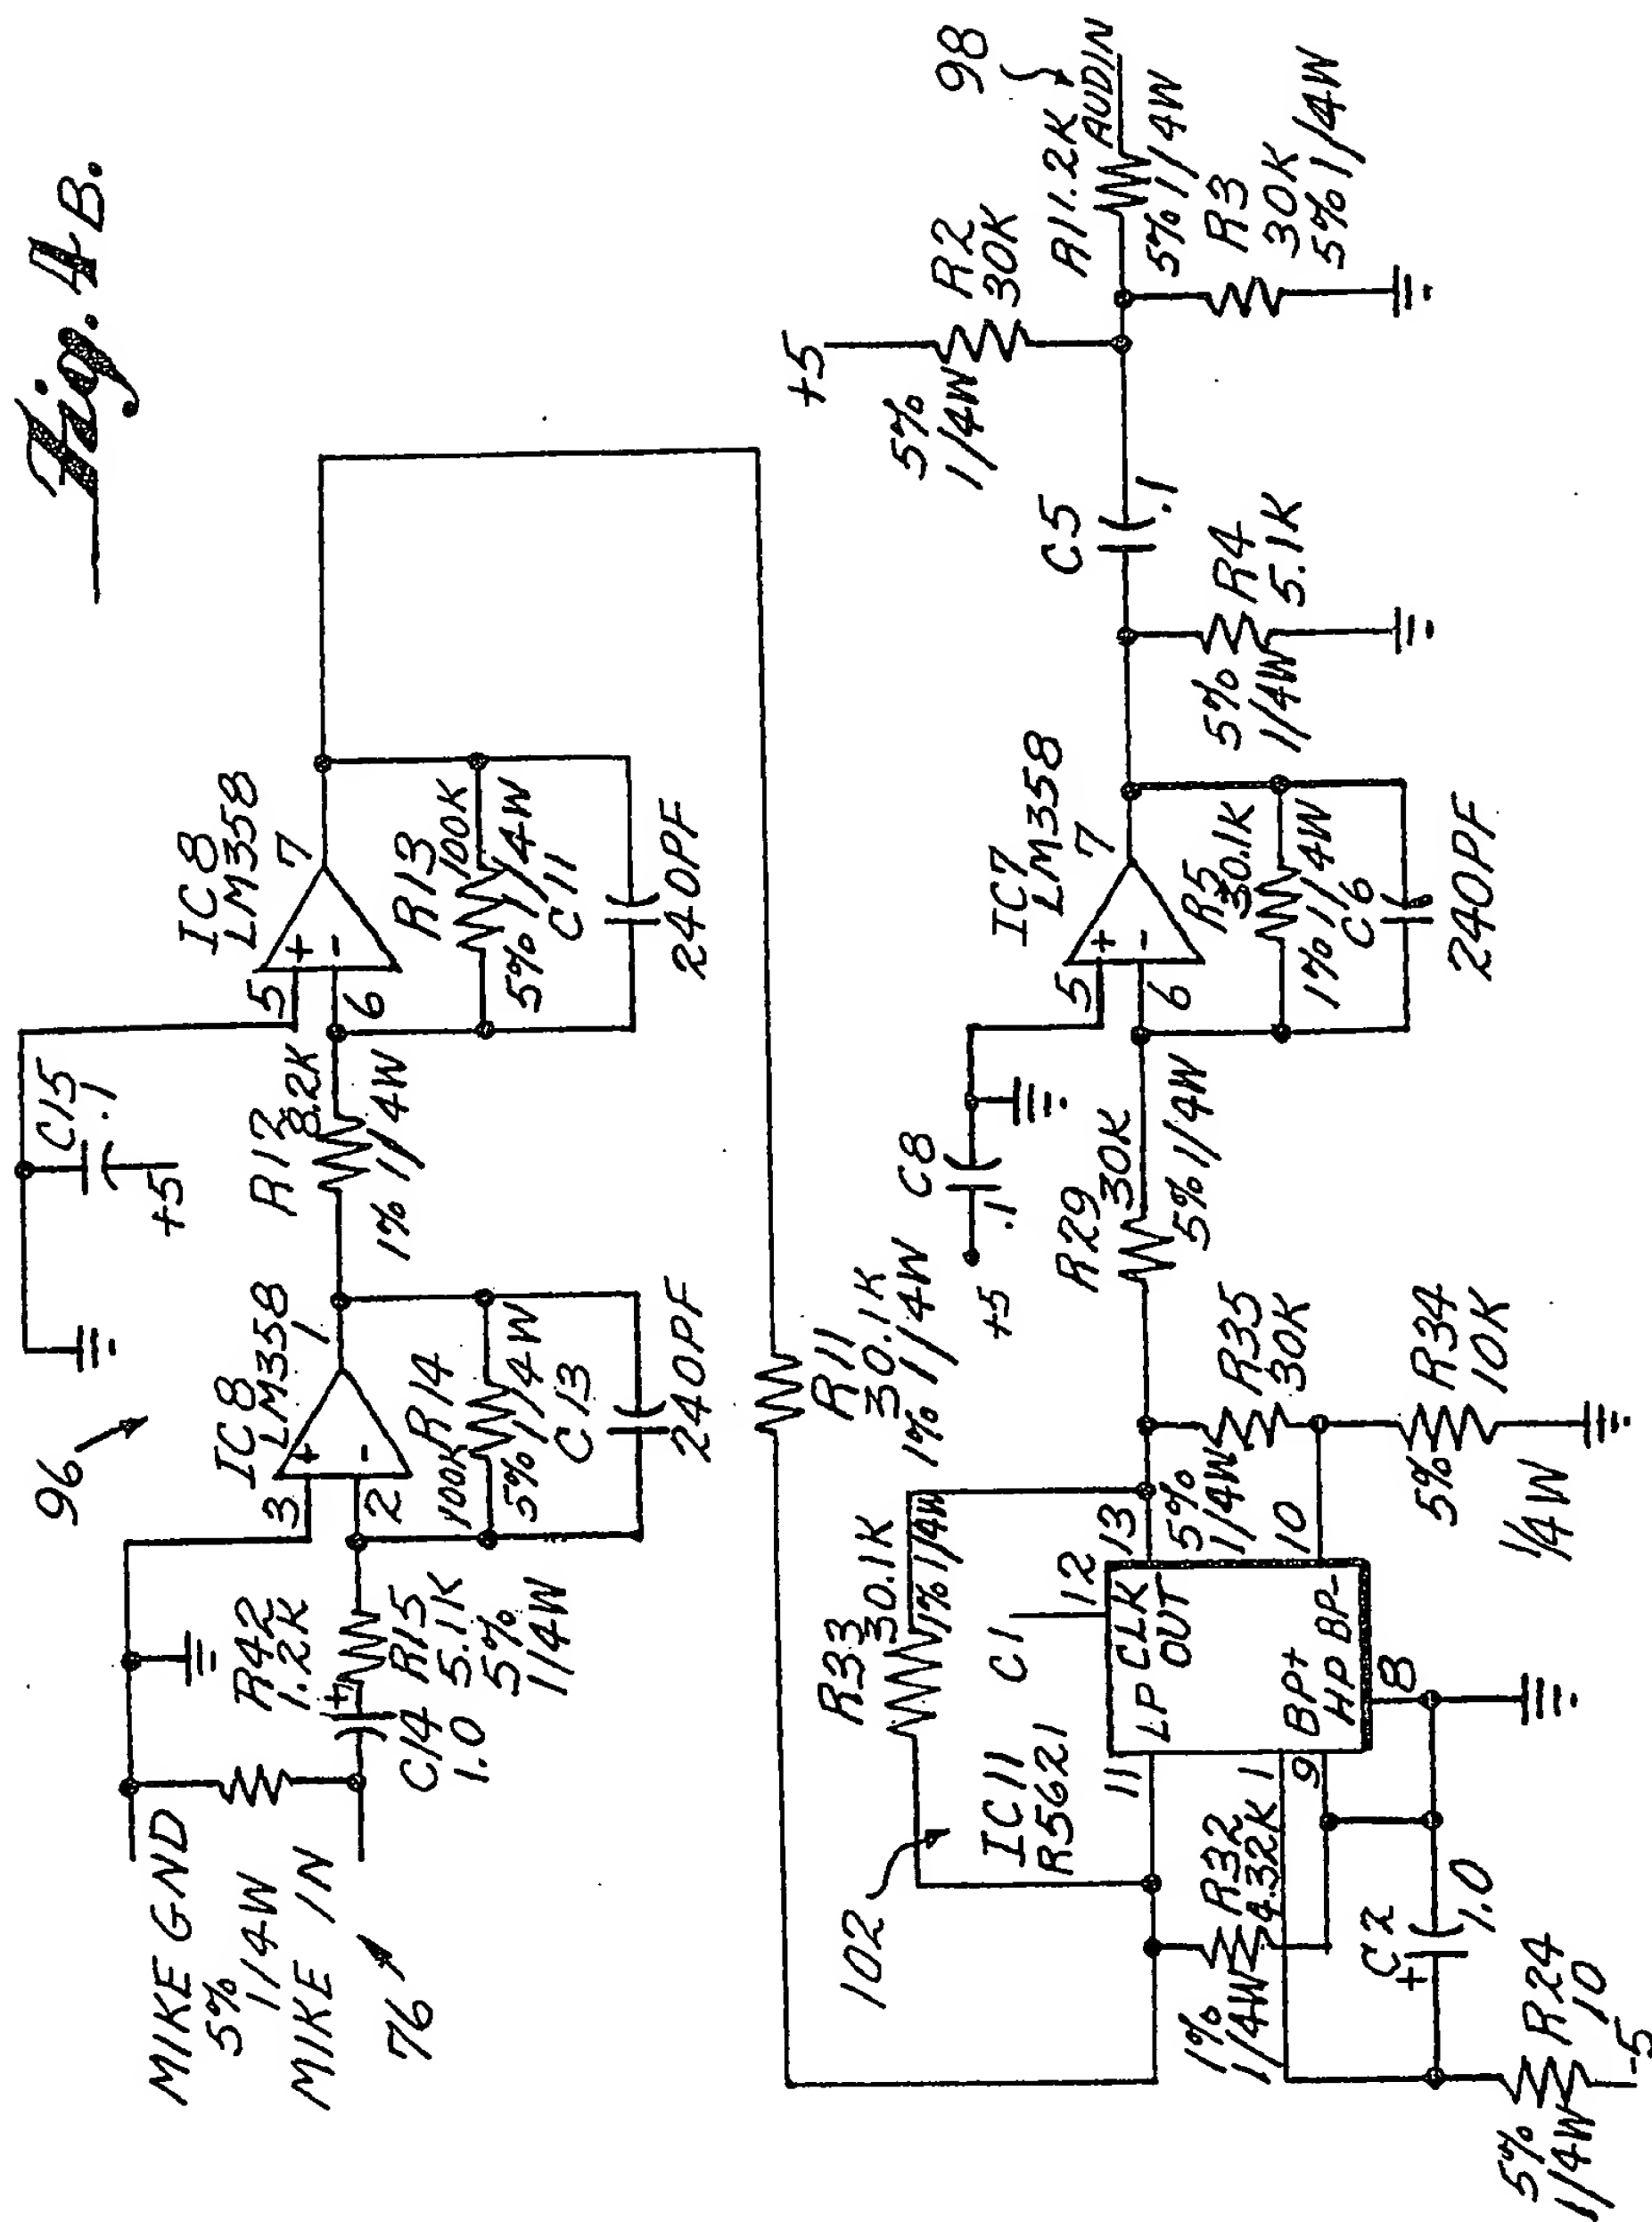 Fig. 4B.
96
C15
.1
+5
IC8
LM358
3
2
1
+
-
R14
100K
5% 1/4W
C13
240PF
R12
8.2K
1% 1/4W
IC8
LM358
5
6
7
+
-
R13
100K
5% 1/4W
C11
240PF
MIKE GND
5%
1/4W
MIKE IN
76
R42
1.2K
+
C14
1.0
R15
5.1K
5%
1/4W
R11
30.1K
1% 1/4W
R33
30.1K
1% 1/4W
102
IC11
R5621
C1
12
11
13
LP CLK
OUT
BP+
HP BP-
1
9
8
10
R32
4.32K
1%
1/4W
C7
+
1.0
R24
10
5%
1/4W
-5
5%
1/4W
R35
30K
R34
10K
5%
1/4W
R29
30K
5% 1/4W
C8
.1
+5
IC7
LM358
5
6
7
+
-
R5
30.1K
1% 1/4W
C6
240PF
5%
1/4W
R4
5.1K
C5
.1
+5
R2
30K
5%
1/4W
R1 1.2K
5% 1/4W
AUDIN
98
R3
30K
5% 1/4W